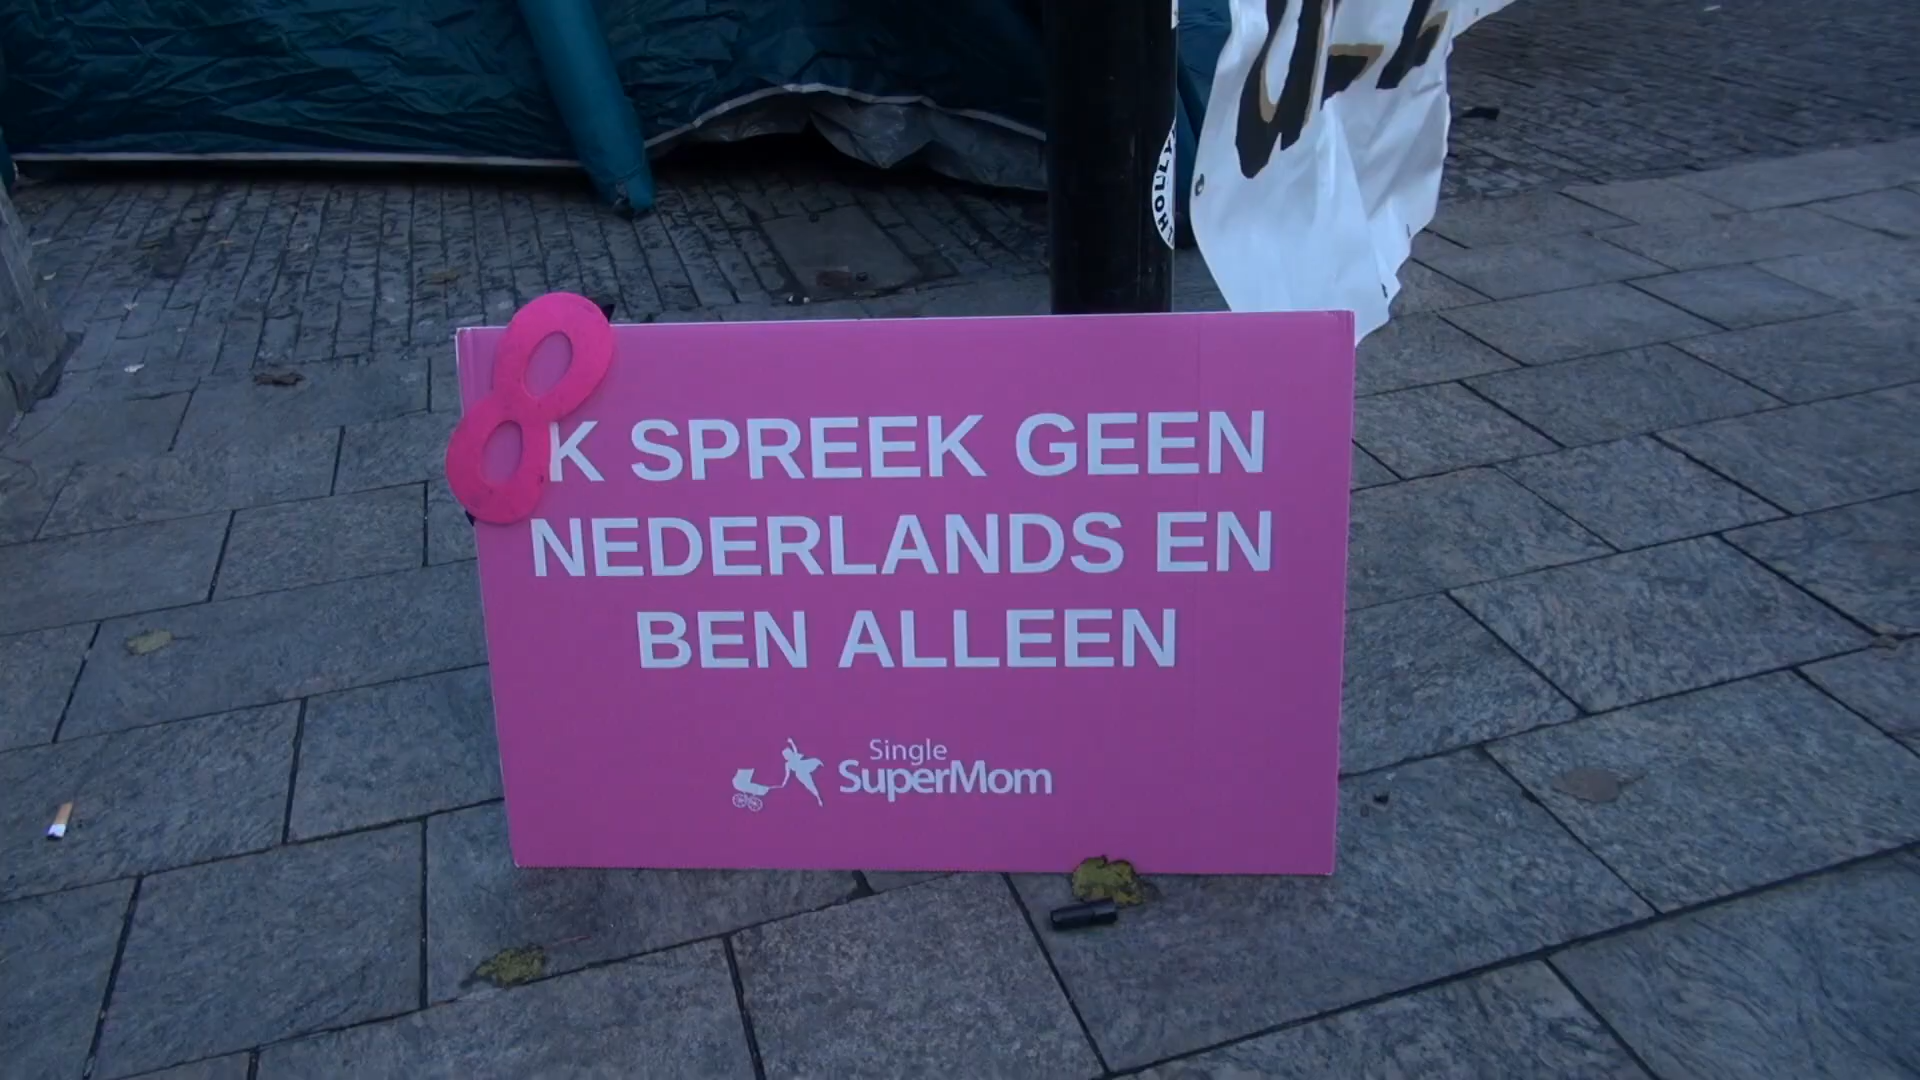 K SPREEK GEEN
NEDERLANDS EN
BEN ALLEEN
Single
SuperMom